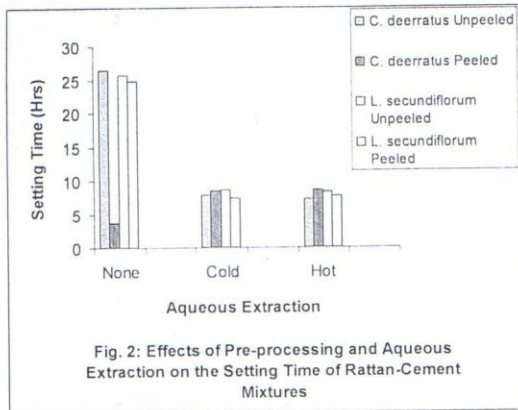 C. deerratus Unpeeled
C. deerratus Peeled
L. secundiflorum
Unpeeled
L. secundiflorum
Peeled
Setting Time (Hrs)
30
25
20
15
10
5
0
None Cold Hot
Aqueous Extraction
Fig. 2: Effects of Pre-processing and Aqueous
Extraction on the Setting Time of Rattan-Cement
Mixtures